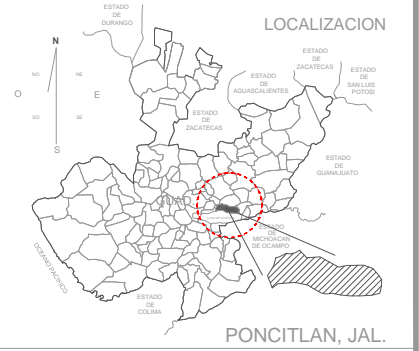 ESTADO
DE
DURANGO
LOCALIZACION
N
NO
NE
O
E
SO
SE
S
ESTADO
DE
ZACATECAS
ESTADO
DE
SAN LUIS
POTOSI
ESTADO
DE
AGUASCALIENTES
ESTADO
DE
ZACATECAS
ESTADO
DE
GUANAJUATO
GUAD.
ESTADO
DE
MICHOACAN
DE OCAMPO
OCEANO PACIFICO
ESTADO
DE
COLIMA
PONCITLAN, JAL.